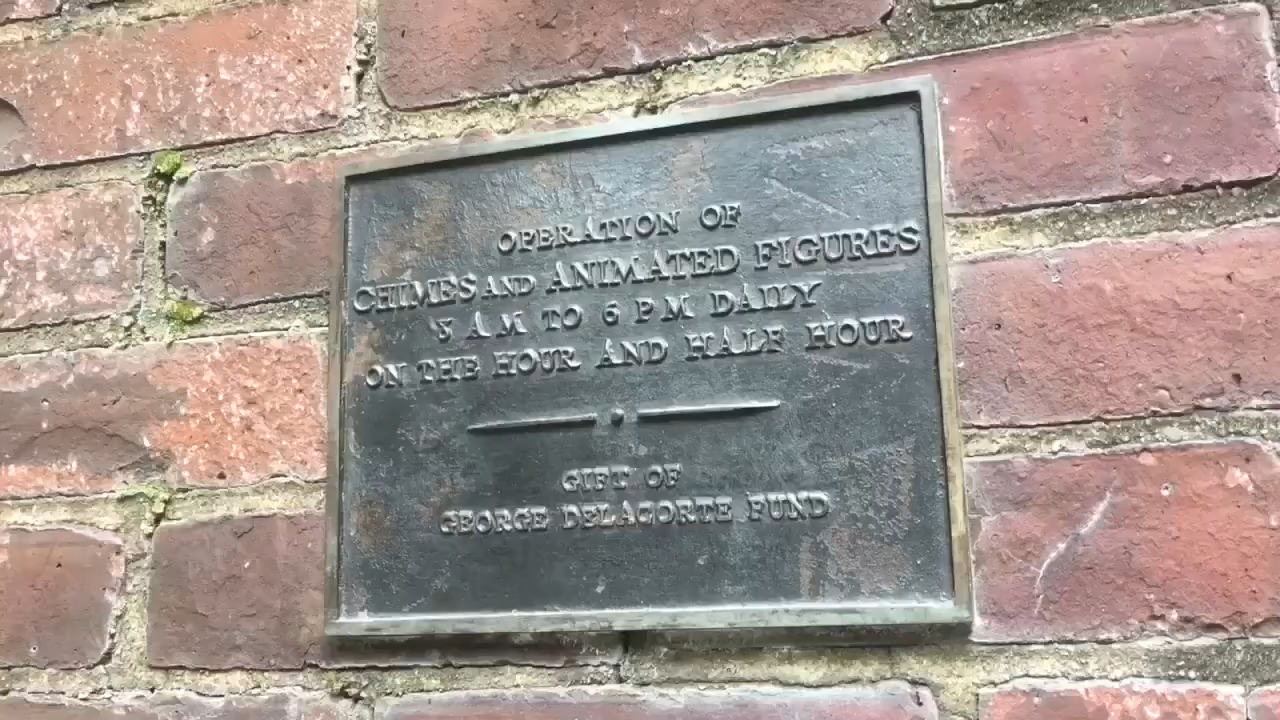 OPERATION OF
CHIMES AND ANIMATED FIGURES
8 A M TO 6 P M DAILY
ON THE HOUR AND HALF HOUR
GIFT OF
GEORGE DELACORTE FUND